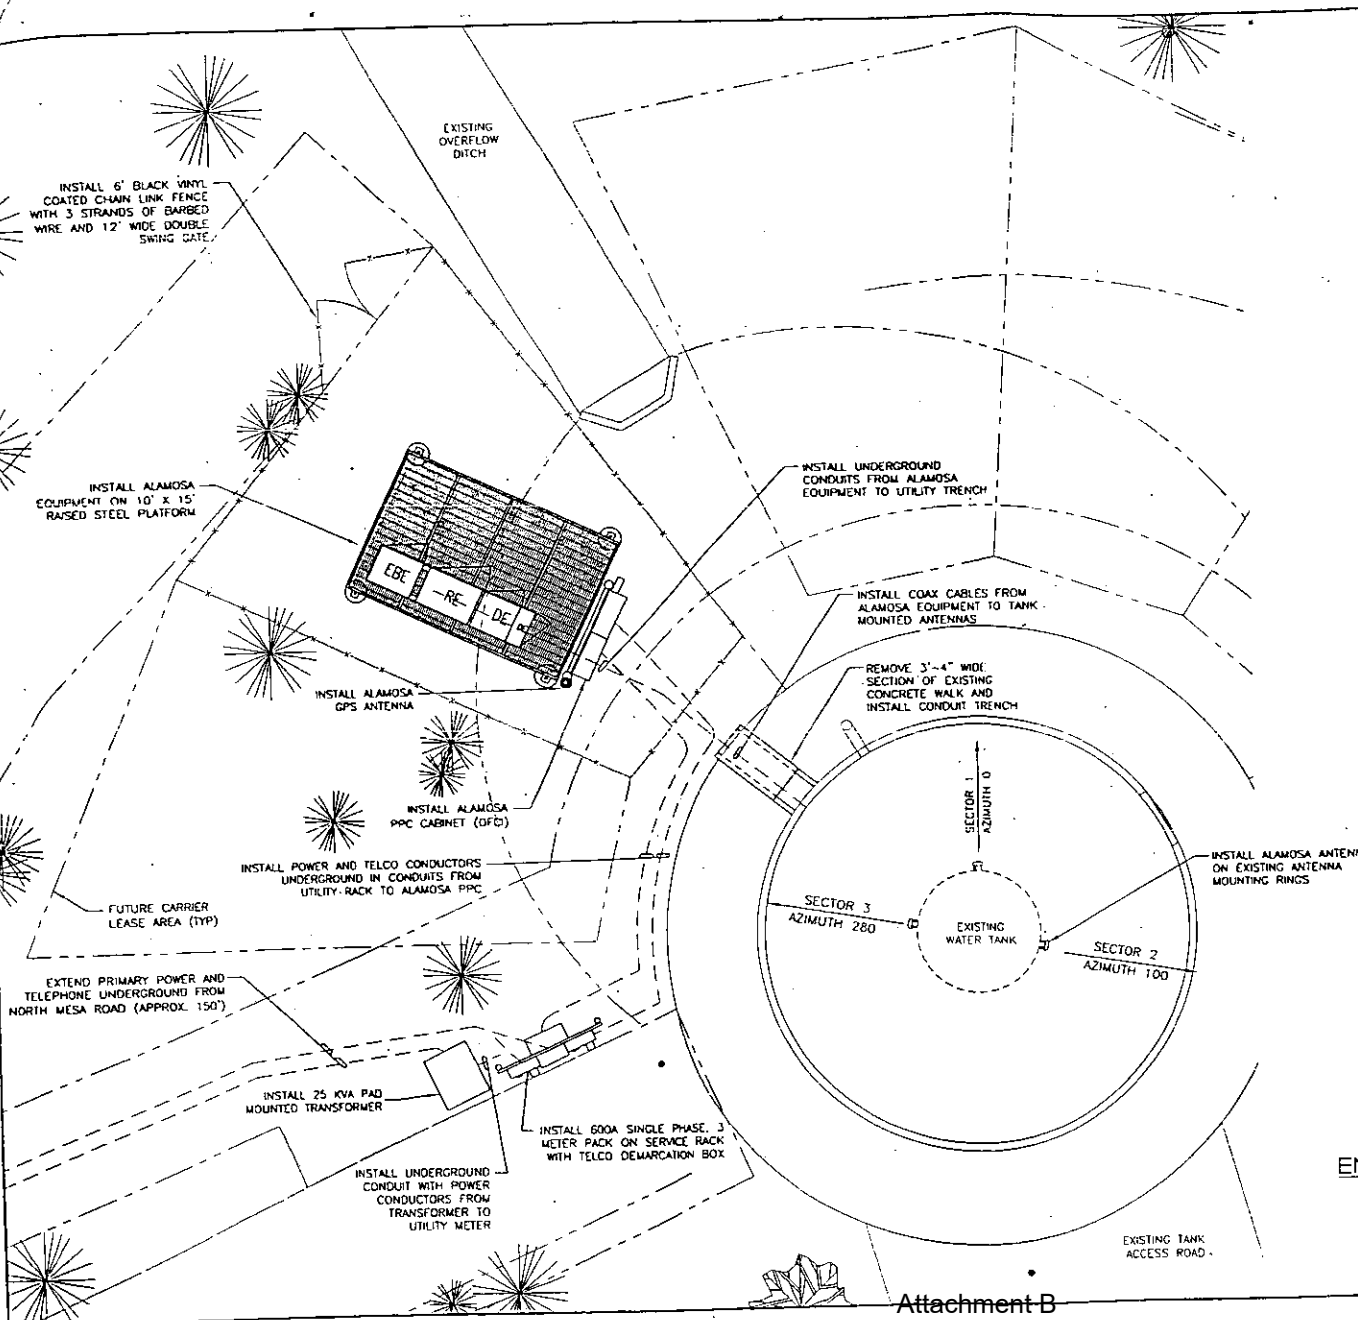 EXISTING
OVERFLOW
DITCH
INSTALL 6' BLACK VINYL
COATED CHAIN LINK FENCE
WITH 3 STRANDS OF BARBED
WIRE AND 12' WIDE DOUBLE
SWING GATE
INSTALL UNDERGROUND
CONDUITS FROM ALAMOSA
EQUIPMENT TO UTILITY TRENCH
INSTALL ALAMOSA
EQUIPMENT ON 10' X 15'
RAISED STEEL PLATFORM
EBE
RE
DE
INSTALL COAX CABLES FROM
ALAMOSA EQUIPMENT TO TANK
MOUNTED ANTENNAS
REMOVE 3'-4" WIDE
SECTION OF EXISTING
CONCRETE WALK AND
INSTALL CONDUIT TRENCH
INSTALL ALAMOSA
GPS ANTENNA
SECTOR 1
AZIMUTH 0
INSTALL ALAMOSA
PPC CABINET (OFCI)
INSTALL POWER AND TELCO CONDUCTORS
UNDERGROUND IN CONDUITS FROM
UTILITY RACK TO ALAMOSA PPC
INSTALL ALAMOSA ANTENN
ON EXISTING ANTENNA
MOUNTING RINGS
FUTURE CARRIER
LEASE AREA (TYP)
SECTOR 3
AZIMUTH 280
EXISTING
WATER TANK
SECTOR 2
AZIMUTH 100
EXTEND PRIMARY POWER AND
TELEPHONE UNDERGROUND FROM
NORTH MESA ROAD (APPROX. 150')
INSTALL 25 KVA PAD
MOUNTED TRANSFORMER
INSTALL 600A SINGLE PHASE, 3
METER PACK ON SERVICE RACK
WITH TELCO DEMARCATION BOX
INSTALL UNDERGROUND
CONDUIT WITH POWER
CONDUCTORS FROM
TRANSFORMER TO
UTILITY METER
EXISTING TANK
ACCESS ROAD
Attachment B